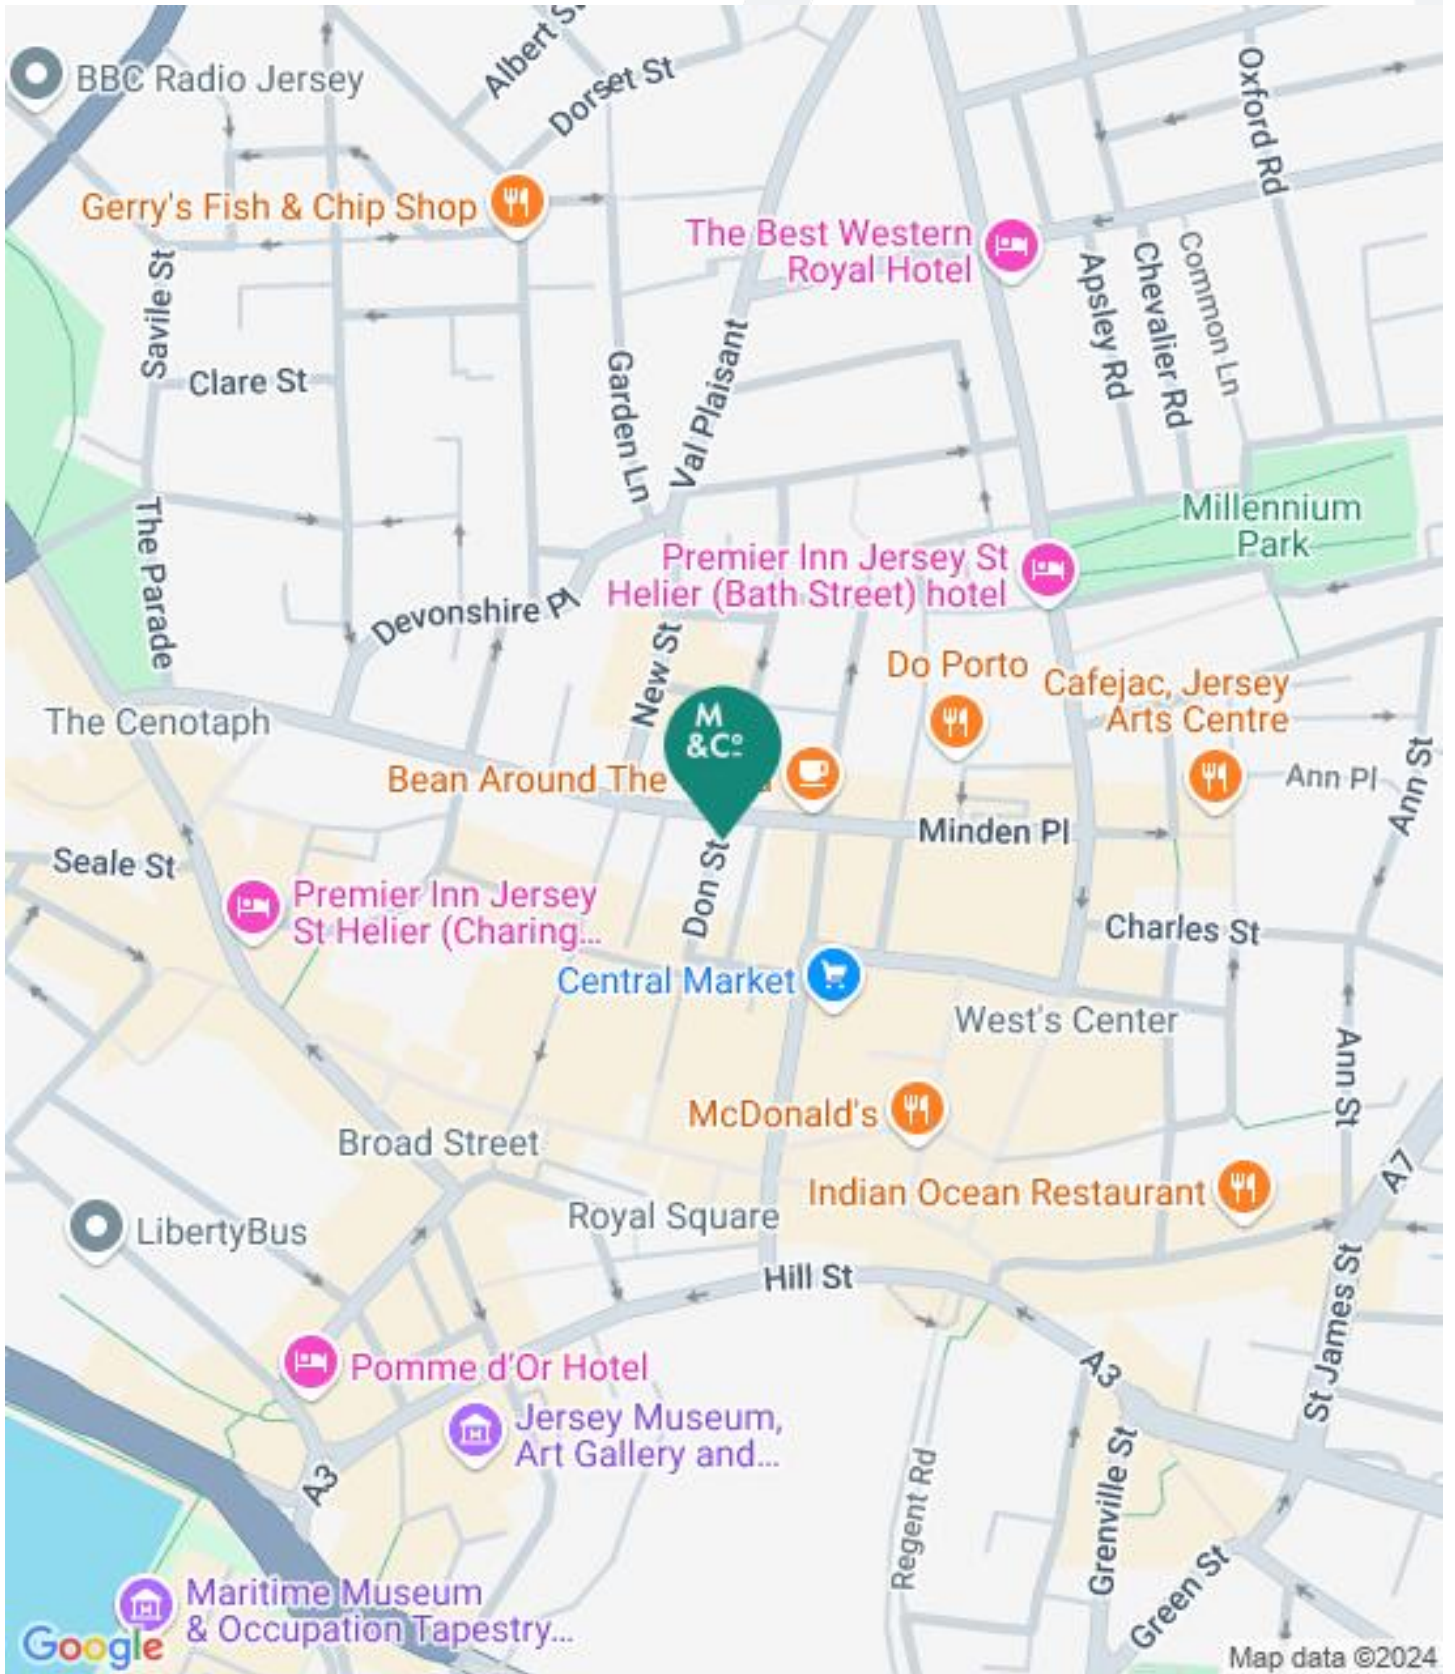 Albert St
BBC Radio Jersey
Dorset St
Oxford Rd
Gerry's Fish & Chip Shop
The Best Western
Royal Hotel
Savile St
Apsley Rd
Chevalier Rd
Common Ln
Clare St
Garden Ln
Val Plaisant
The Parade
Millennium
Park
Premier Inn Jersey St
Helier (Bath Street) hotel
Devonshire Pl
New St
Do Porto
Cafejac, Jersey
Arts Centre
The Cenotaph
M
&Co
Bean Around The
Ann Pl
Ann St
Minden Pl
Seale St
Don St
Premier Inn Jersey
St Helier (Charing...
Charles St
Central Market
West's Center
Ann St
McDonald's
Broad Street
A7
Indian Ocean Restaurant
Royal Square
LibertyBus
Hill St
St James St
Pomme d'Or Hotel
A3
Jersey Museum,
Art Gallery and...
A3
Grenville St
Regent Rd
Green St
Maritime Museum
& Occupation Tapestry...
Google
Map data ©2024